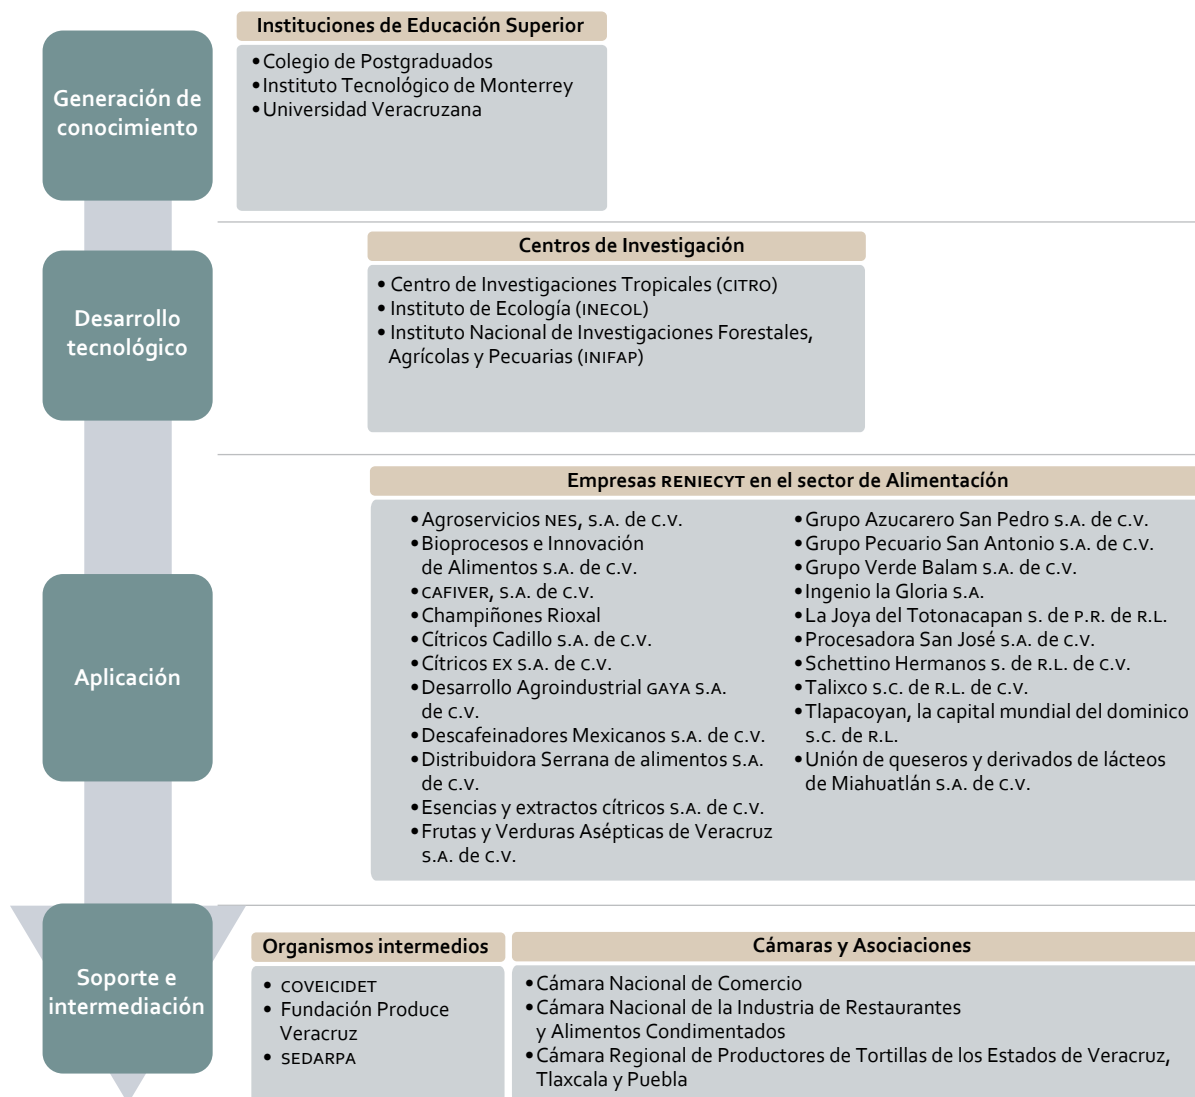 Instituciones de Educación Superior
•Colegio de Postgraduados
•Instituto Tecnológico de Monterrey
•Universidad Veracruzana
Generación de
conocimiento
Centros de Investigación
• Centro de Investigaciones Tropicales (CITRO)
• Instituto de Ecología (INECOL)
• Instituto Nacional de Investigaciones Forestales,
Agrícolas y Pecuarias (INIFAP)
Desarrollo
tecnológico
Empresas RENIECYT en el sector de Alimentacíón
•Agroservicios NES, S.A. de C.V.
•Bioprocesos e Innovación
de Alimentos S.A. de C.V.
•CAFIVER, S.A. de C.V.
•Champiñones Rioxal
•Cítricos Cadillo S.A. de C.V.
•Cítricos EX S.A. de C.V.
•Desarrollo Agroindustrial GAYA S.A.
de C.V.
•Descafeinadores Mexicanos S.A. de C.V.
•Distribuidora Serrana de alimentos S.A.
de C.V.
•Esencias y extractos cítricos S.A. de C.V.
•Frutas y Verduras Asépticas de Veracruz
S.A. de C.V.
•Grupo Azucarero San Pedro S.A. de C.V.
•Grupo Pecuario San Antonio S.A. de C.V.
•Grupo Verde Balam S.A. de C.V.
•Ingenio la Gloria S.A.
•La Joya del Totonacapan S. de P.R. de R.L.
•Procesadora San José S.A. de C.V.
•Schettino Hermanos S. de R.L. de C.V.
•Talixco S.C. de R.L. de C.V.
•Tlapacoyan, la capital mundial del dominico
S.C. de R.L.
•Unión de queseros y derivados de lácteos
de Miahuatlán S.A. de C.V.
Aplicación
Organismos intermedios
• COVEICIDET
• Fundación Produce
Veracruz
• SEDARPA
Cámaras y Asociaciones
•Cámara Nacional de Comercio
•Cámara Nacional de la Industria de Restaurantes
y Alimentos Condimentados
•Cámara Regional de Productores de Tortillas de los Estados de Veracruz,
Tlaxcala y Puebla
Soporte e
intermediación